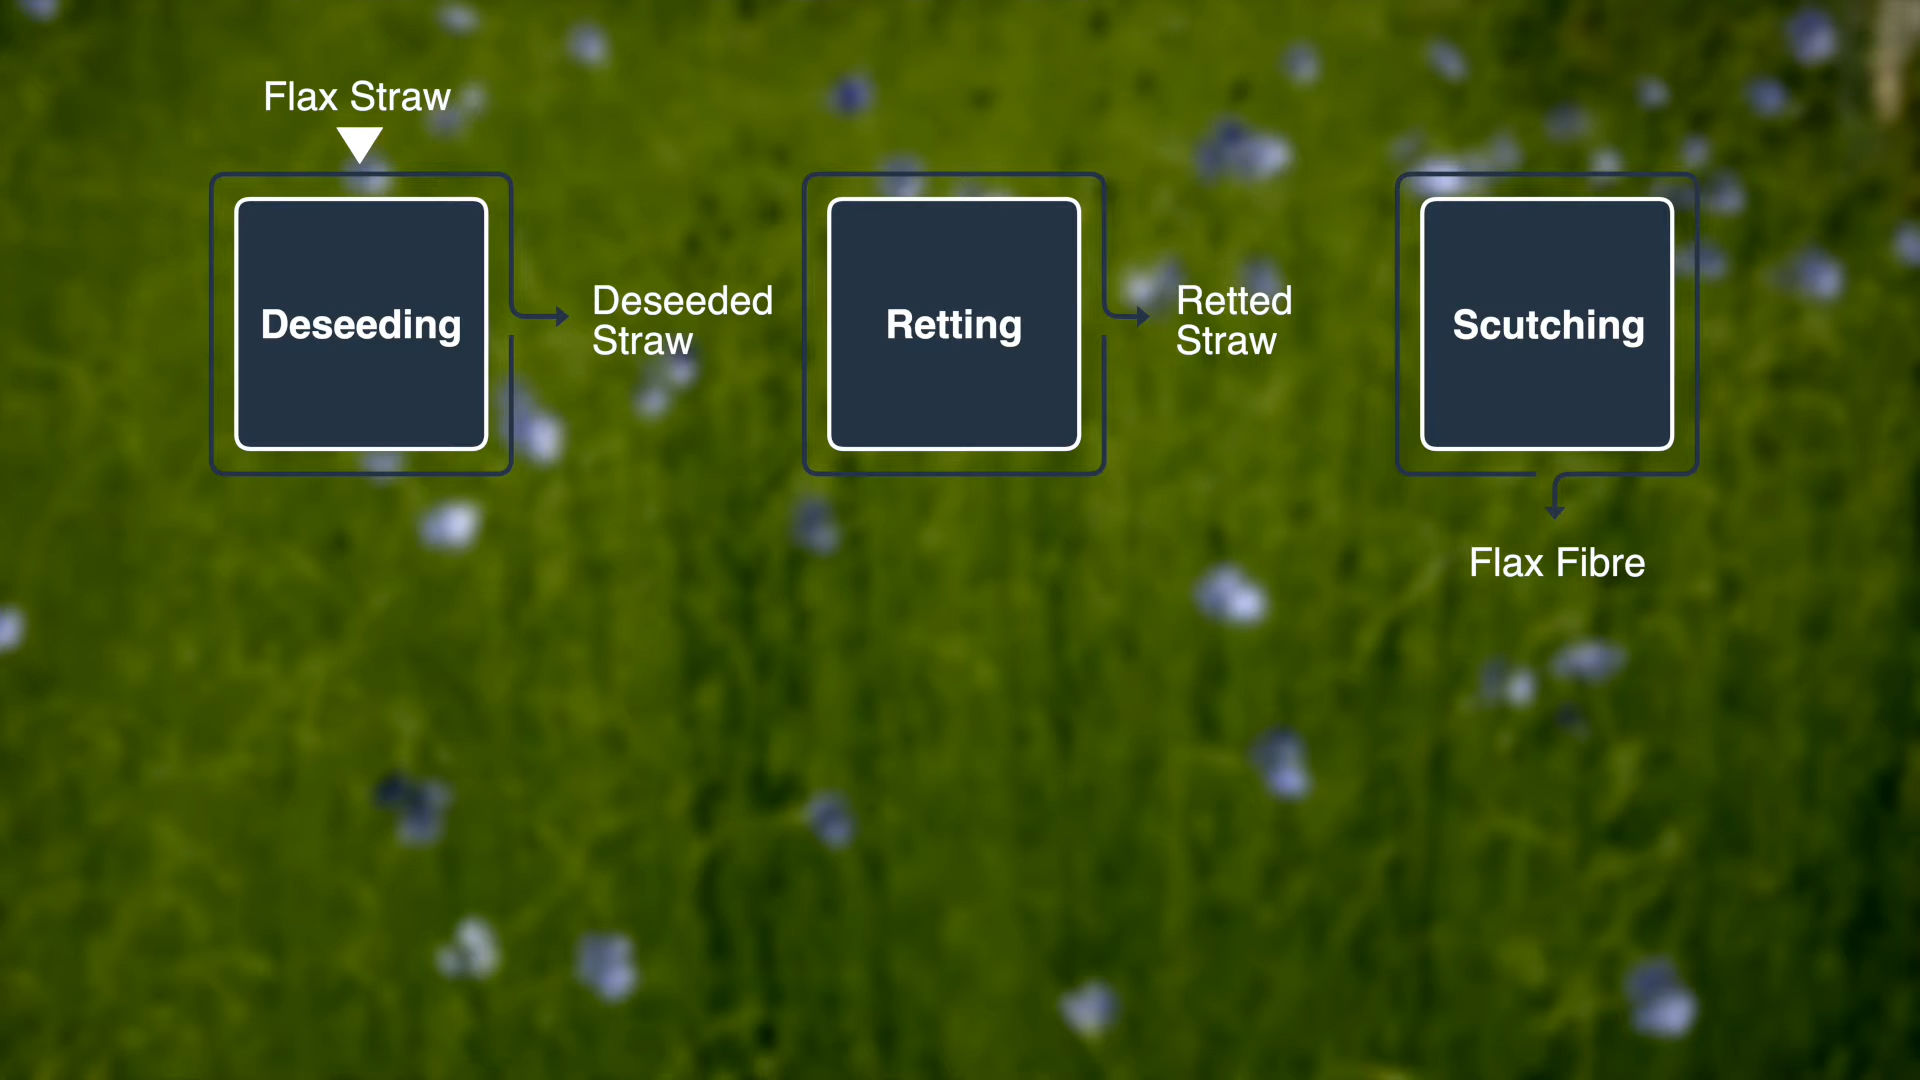 Flax Straw
Deseeding
Deseeded
Straw
Retting
Retted
Straw
Scutching
Flax Fibre